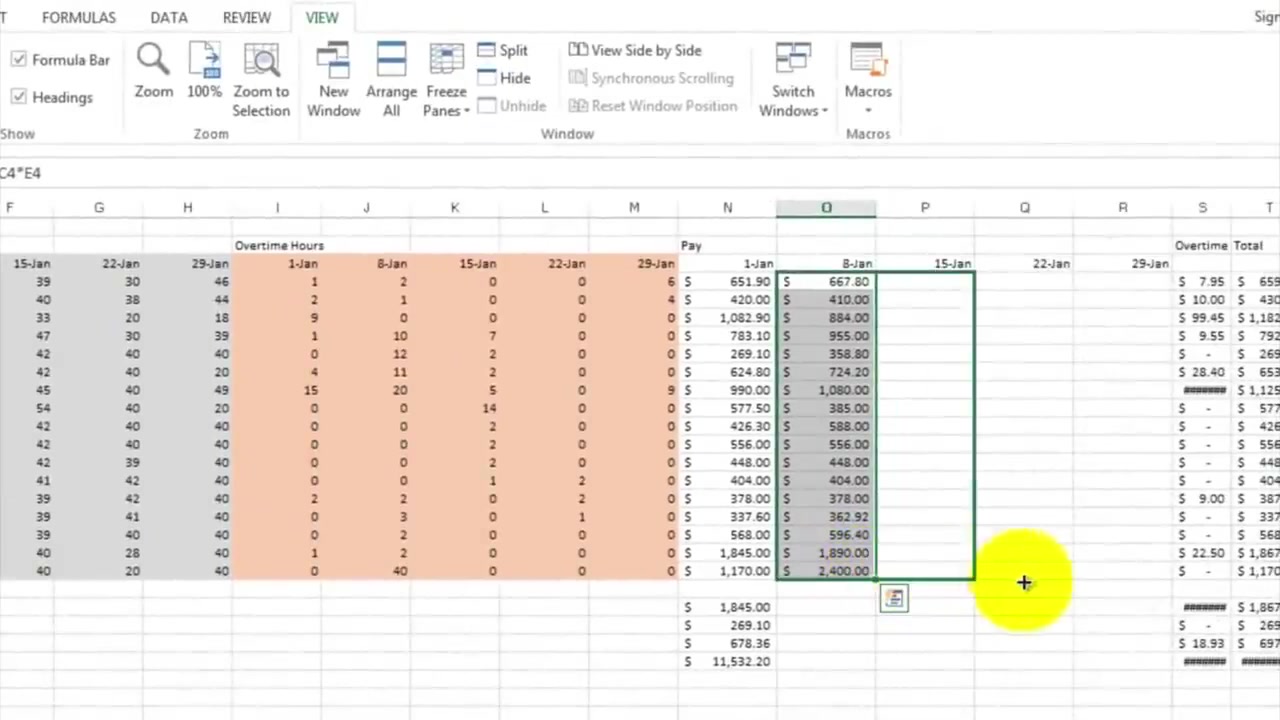 T FORMULAS DATA REVIEW VIEW Sign
Formula Bar
Headings
Show
Zoom 100% Zoom to Selection
Zoom
New Window Arrange All Freeze Panes
Split
Hide
Unhide
View Side by Side
Synchronous Scrolling
Reset Window Position
Window
Switch Windows
Macros
Macros
C4*E4
F G H I J K L M N O P Q R S T
Overtime Hours Pay Overtime Total
15-Jan 22-Jan 29-Jan 1-Jan 8-Jan 15-Jan 22-Jan 29-Jan 1-Jan 8-Jan 15-Jan 22-Jan 29-Jan
39 30 46 1 2 0 0 6 $ 651.90 $ 667.80 $ 7.95 $ 659
40 38 44 2 1 0 0 4 $ 420.00 $ 410.00 $ 10.00 $ 430
33 20 18 9 0 0 0 0 $ 1,082.90 $ 884.00 $ 99.45 $ 1,182
47 30 39 1 10 7 0 0 $ 783.10 $ 955.00 $ 9.55 $ 792
42 40 40 0 12 2 0 0 $ 269.10 $ 358.80 $ - $ 269
42 40 20 4 11 2 0 0 $ 624.80 $ 724.20 $ 28.40 $ 653
45 40 49 15 20 5 0 9 $ 990.00 $ 1,080.00 ####### $ 1,125
54 40 20 0 0 14 0 0 $ 577.50 $ 385.00 $ - $ 577
42 40 40 0 0 2 0 0 $ 426.30 $ 588.00 $ - $ 426
42 40 40 0 0 2 0 0 $ 556.00 $ 556.00 $ - $ 556
42 39 40 0 0 2 0 0 $ 448.00 $ 448.00 $ - $ 448
41 42 40 0 0 1 2 0 $ 404.00 $ 404.00 $ - $ 404
39 42 40 2 2 0 2 0 $ 378.00 $ 378.00 $ 9.00 $ 387
39 41 40 0 3 0 1 0 $ 337.60 $ 362.92 $ - $ 337
39 40 40 0 2 0 0 0 $ 568.00 $ 596.40 $ - $ 568
40 28 40 1 2 0 0 0 $ 1,845.00 $ 1,890.00 $ 22.50 $ 1,867
40 20 40 0 40 0 0 0 $ 1,170.00 $ 2,400.00 $ - $ 1,170
$ 1,845.00 ####### $ 1,867
$ 269.10 $ - $ 269
$ 678.36 $ 18.93 $ 697
$ 11,532.20 ####### #######